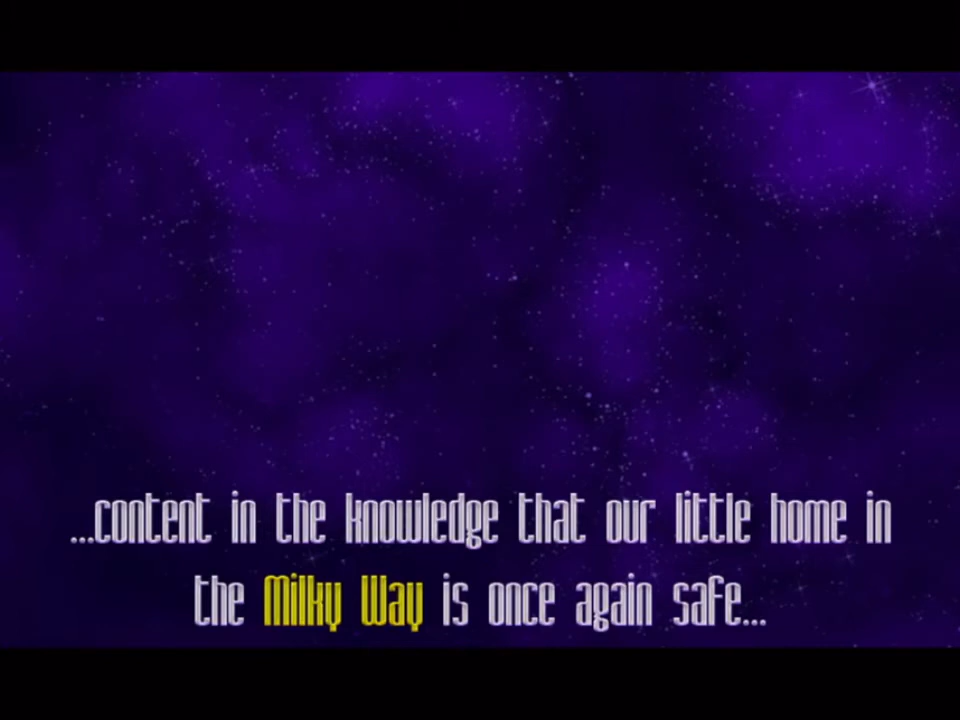 ...content in the knowledge that our little home in
the Milky Way is once again safe...